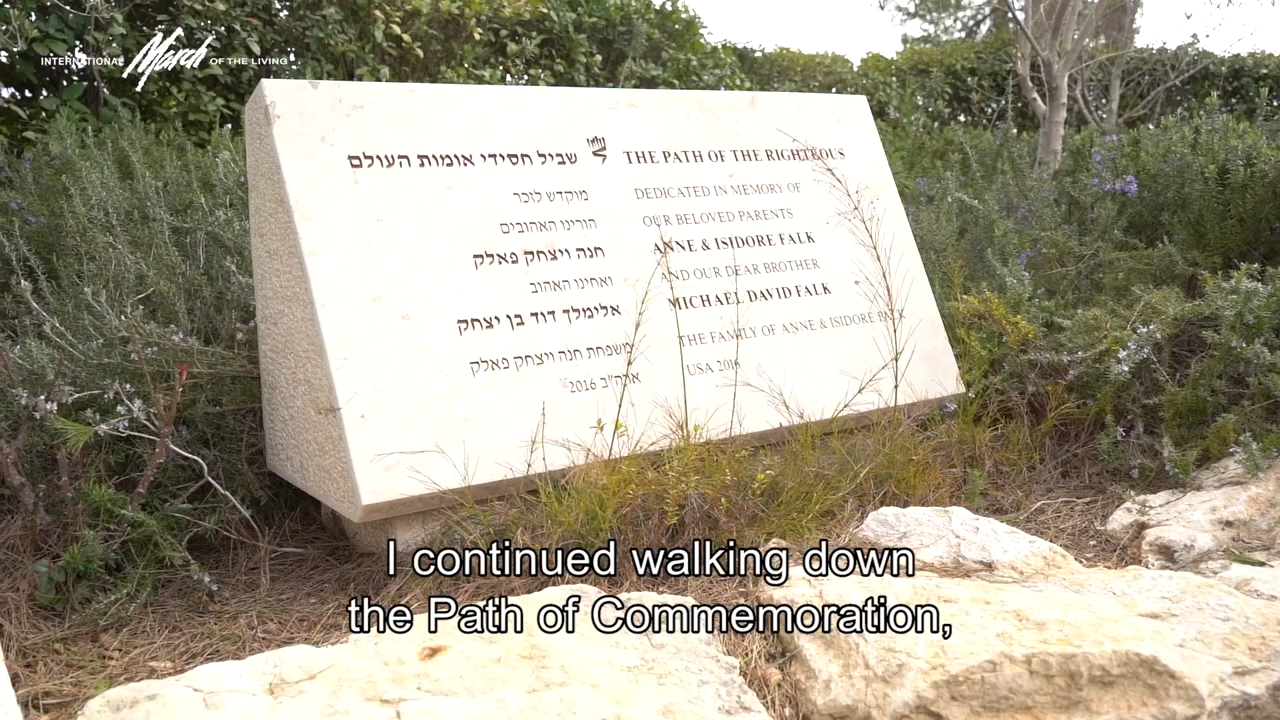 INTERNATIONAL March OF THE LIVING
שביל חסידי אומות העולם
מוקדש לזכר
הורינו האהובים
חנה ויצחק פאלק
ואחינו האהוב
אלימלך דוד בן יצחק
משפחת חנה ויצחק פאלק
ארה"ב 2016
THE PATH OF THE RIGHTEOUS
DEDICATED IN MEMORY OF
OUR BELOVED PARENTS
ANNE & ISIDORE FALK
AND OUR DEAR BROTHER
MICHAEL DAVID FALK
THE FAMILY OF ANNE & ISIDORE FALK
USA 2016
I continued walking down
the Path of Commemoration,